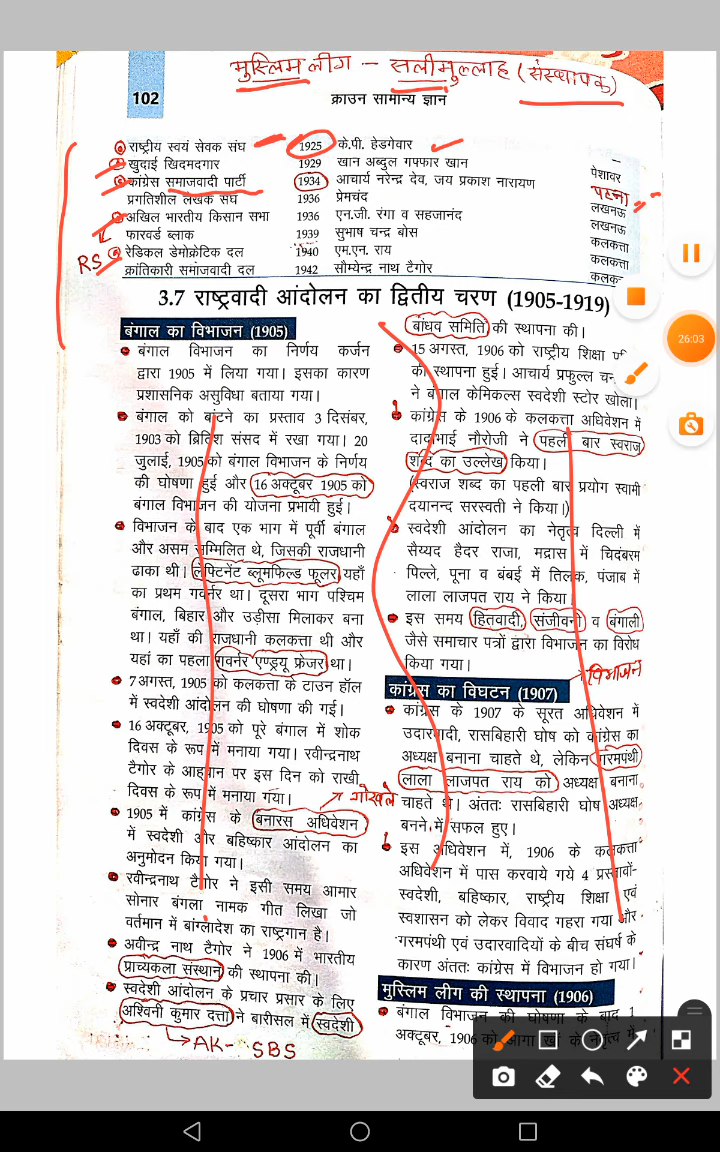 मुस्लिम लीग - सलीमुल्लाह (संस्थापक)
102 क्राउन सामान्य ज्ञान
राष्ट्रीय स्वयं सेवक संघ 1925 के.पी. हेडगेवार –
खुदाई खिदमदगार 1929 खान अब्दुल गफ्फार खान पेशावर
कांग्रेस समाजवादी पार्टी 1934 आचार्य नरेन्द्र देव, जय प्रकाश नारायण पटना
प्रगतिशील लेखक संघ 1936 प्रेमचंद लखनऊ
अखिल भारतीय किसान सभा 1936 एन.जी. रंगा व सहजानंद लखनऊ
फारवर्ड ब्लाक 1939 सुभाष चन्द्र बोस कलकत्ता
RS रेडिकल डेमोक्रेटिक दल 1940 एम.एन. राय कलकत्ता
क्रांतिकारी समाजवादी दल 1942 सौम्येन्द्र नाथ टैगोर
3.7 राष्ट्रवादी आंदोलन का द्वितीय चरण (1905-1919)
बंगाल का विभाजन (1905)
बंगाल विभाजन का निर्णय कर्जन
द्वारा 1905 में लिया गया। इसका कारण
प्रशासनिक असुविधा बताया गया।
बंगाल को बांटने का प्रस्ताव 3 दिसंबर,
1903 को ब्रिटिश संसद में रखा गया। 20
जुलाई, 1905 को बंगाल विभाजन के निर्णय
की घोषणा हुई और 16 अक्टूबर 1905 को
बंगाल विभाजन की योजना प्रभावी हुई।
विभाजन के बाद एक भाग में पूर्वी बंगाल
और असम सम्मिलित थे, जिसकी राजधानी
ढाका थी। लेफ्टिनेंट ब्लूमफिल्ड फूलर यहाँ
का प्रथम गवर्नर था। दूसरा भाग पश्चिम
बंगाल, बिहार और उड़ीसा मिलाकर बना
था। यहाँ की राजधानी कलकत्ता थी और
यहां का पहला गवर्नर एण्ड्रयू फ्रेजर था।
7 अगस्त, 1905 को कलकता के टाउन हॉल
में स्वदेशी आंदोलन की घोषणा की गई।
16 अक्टूबर, 1905 को पूरे बंगाल में शोक
दिवस के रूप में मनाया गया। रवीन्द्रनाथ
टैगोर के आह्वान पर इस दिन को राखी
दिवस के रूप में मनाया गया।
गोखले
1905 में कांग्रेस के बनारस अधिवेशन
में स्वदेशी और बहिष्कार आंदोलन का
अनुमोदन किया गया।
रवीन्द्रनाथ टैगोर ने इसी समय आमार
सोनार बंगला नामक गीत लिखा जो
वर्तमान में बांग्लादेश का राष्ट्रगान है।
अवीन्द्र नाथ टैगोर ने 1906 में भारतीय
प्राच्यकला संस्थान की स्थापना की।
स्वदेशी आंदोलन के प्रचार प्रसार के लिए
अश्विनी कुमार दत्ता ने बारीसल में स्वदेशी
AK- SBS
बांधव समिति की स्थापना की।
15 अगस्त, 1906 को राष्ट्रीय शिक्षा
की स्थापना हुई। आचार्य प्रफुल्ल
ने बंगाल केमिकल्स स्वदेशी स्टोर खोला।
कांग्रेस के 1906 के कलकत्ता अधिवेशन में
दादाभाई नौरोजी ने पहली बार स्वराज
शब्द का उल्लेख किया।
(स्वराज शब्द का पहली बार प्रयोग स्वामी
दयानन्द सरस्वती ने किया।)
स्वदेशी आंदोलन का नेतृत्व दिल्ली में
सैय्यद हैदर राजा, मद्रास में चिदंबरम
पिल्ले, पूना व बंबई में तिलक, पंजाब में
लाला लाजपत राय ने किया।
इस समय हितवादी, संजीवनी व बंगाली
जैसे समाचार पत्रों द्वारा विभाजन का विरोध
किया गया।
विभाजन
कांग्रेस का विघटन (1907)
कांग्रेस के 1907 के सूरत अधिवेशन में
उदारवादी, रासबिहारी घोष को कांग्रेस का
अध्यक्ष बनाना चाहते थे, लेकिन गरमपंथी
लाला लाजपत राय को अध्यक्ष बनाना
चाहते थे। अंततः रासबिहारी घोष अध्यक्ष
बनने में सफल हुए।
इस अधिवेशन में, 1906 के कलकत्ता
अधिवेशन में पास करवाये गये 4 प्रस्तावों-
स्वदेशी, बहिष्कार, राष्ट्रीय शिक्षा एवं
स्वशासन को लेकर विवाद गहरा गया और
गरमपंथी एवं उदारवादियों के बीच संघर्ष के
कारण अंततः कांग्रेस में विभाजन हो गया।
मुस्लिम लीग की स्थापना (1906)
बंगाल विभाजन की घोषणा के बाद 1
अक्टूबर, 1906 को आगा खां के नेतृत्व में
26:03